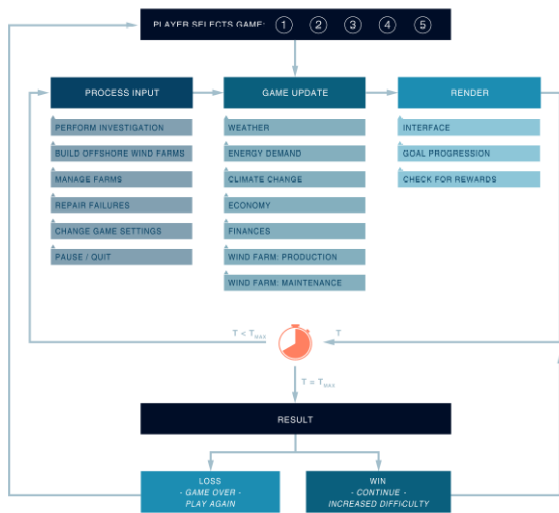 PLAYER SELECTS GAME: 1 2 3 4 5
PROCESS INPUT
PERFORM INVESTIGATION
BUILD OFFSHORE WIND FARMS
MANAGE FARMS
REPAIR FAILURES
CHANGE GAME SETTINGS
PAUSE / QUIT
GAME UPDATE
WEATHER
ENERGY DEMAND
CLIMATE CHANGE
ECONOMY
FINANCES
WIND FARM: PRODUCTION
WIND FARM: MAINTENANCE
RENDER
INTERFACE
GOAL PROGRESSION
CHECK FOR REWARDS
T < T MAX
T
T = T MAX
RESULT
LOSS
- GAME OVER -
PLAY AGAIN
WIN
- CONTINUE -
INCREASED DIFFICULTY